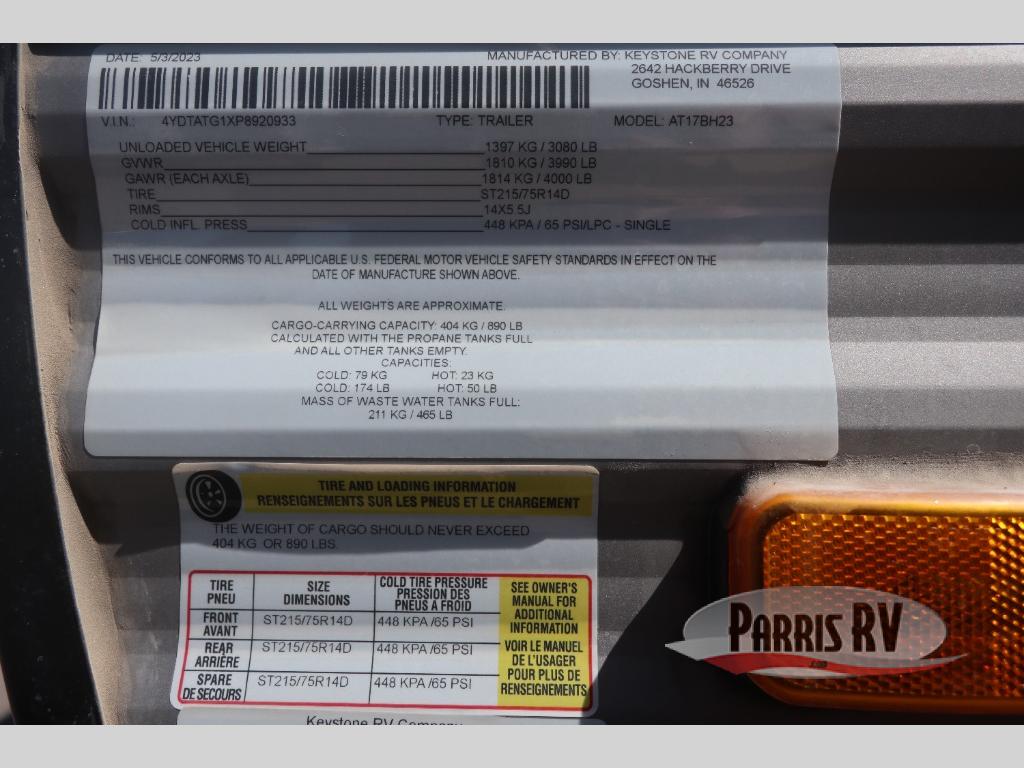 DATE: 5/3/2023 MANUFACTURED BY: KEYSTONE RV COMPANY
2642 HACKBERRY DRIVE
GOSHEN, IN 46526
V.I.N.: 4YDTATG1XP8920933 TYPE: TRAILER MODEL: AT17BH23
UNLOADED VEHICLE WEIGHT 1397 KG / 3080 LB
GVWR 1810 KG / 3990 LB
GAWR (EACH AXLE) 1814 KG / 4000 LB
TIRE ST215/75R14D
RIMS 14X5.5J
COLD INFL. PRESS 448 KPA / 65 PSI/LPC - SINGLE
THIS VEHICLE CONFORMS TO ALL APPLICABLE U.S. FEDERAL MOTOR VEHICLE SAFETY STANDARDS IN EFFECT ON THE
DATE OF MANUFACTURE SHOWN ABOVE.
ALL WEIGHTS ARE APPROXIMATE.
CARGO-CARRYING CAPACITY: 404 KG / 890 LB
CALCULATED WITH THE PROPANE TANKS FULL
AND ALL OTHER TANKS EMPTY.
CAPACITIES:
COLD: 79 KG HOT: 23 KG
COLD: 174 LB HOT: 50 LB
MASS OF WASTE WATER TANKS FULL:
211 KG / 465 LB
TIRE AND LOADING INFORMATION
RENSEIGNEMENTS SUR LES PNEUS ET LE CHARGEMENT
THE WEIGHT OF CARGO SHOULD NEVER EXCEED
404 KG OR 890 LBS.
TIRE
PNEU
SIZE
DIMENSIONS
COLD TIRE PRESSURE
PRESSION DES
PNEUS A FROID
SEE OWNER'S
MANUAL FOR
ADDITIONAL
INFORMATION
FRONT
AVANT
ST215/75R14D 448 KPA /65 PSI
REAR
ARRIÈRE
ST215/75R14D 448 KPA /65 PSI
VOIR LE MANUEL
DE L'USAGER
POUR PLUS DE
RENSEIGNEMENTS
SPARE
DE SECOURS
ST215/75R14D 448 KPA /65 PSI
Keystone RV Company
PARRIS RV
.COM